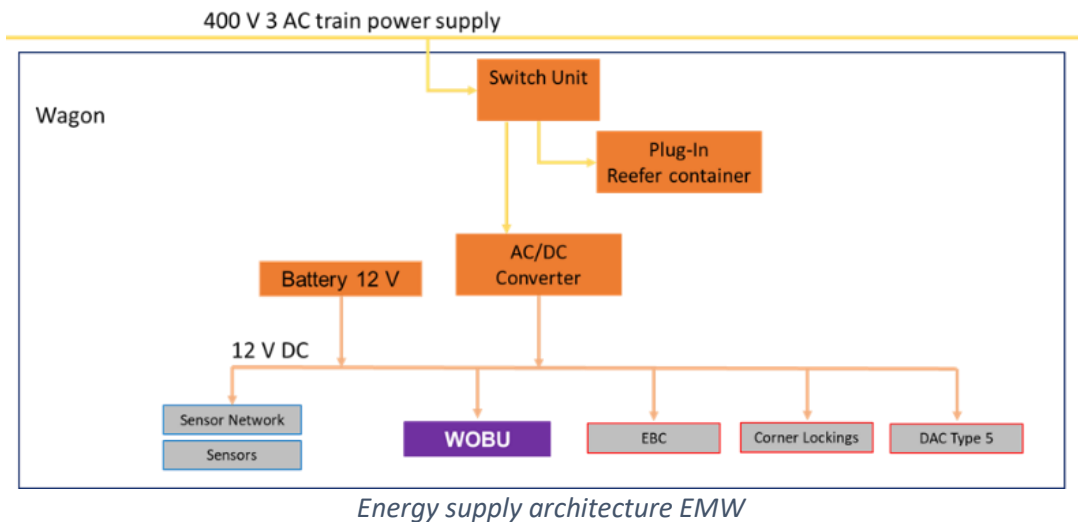 400 V 3 AC train power supply
Switch Unit
Wagon
Plug-In
Reefer container
AC/DC
Converter
Battery 12 V
12 V DC
Sensor Network
Sensors
WOBU
EBC
Corner Lockings
DAC Type 5
Energy supply architecture EMW